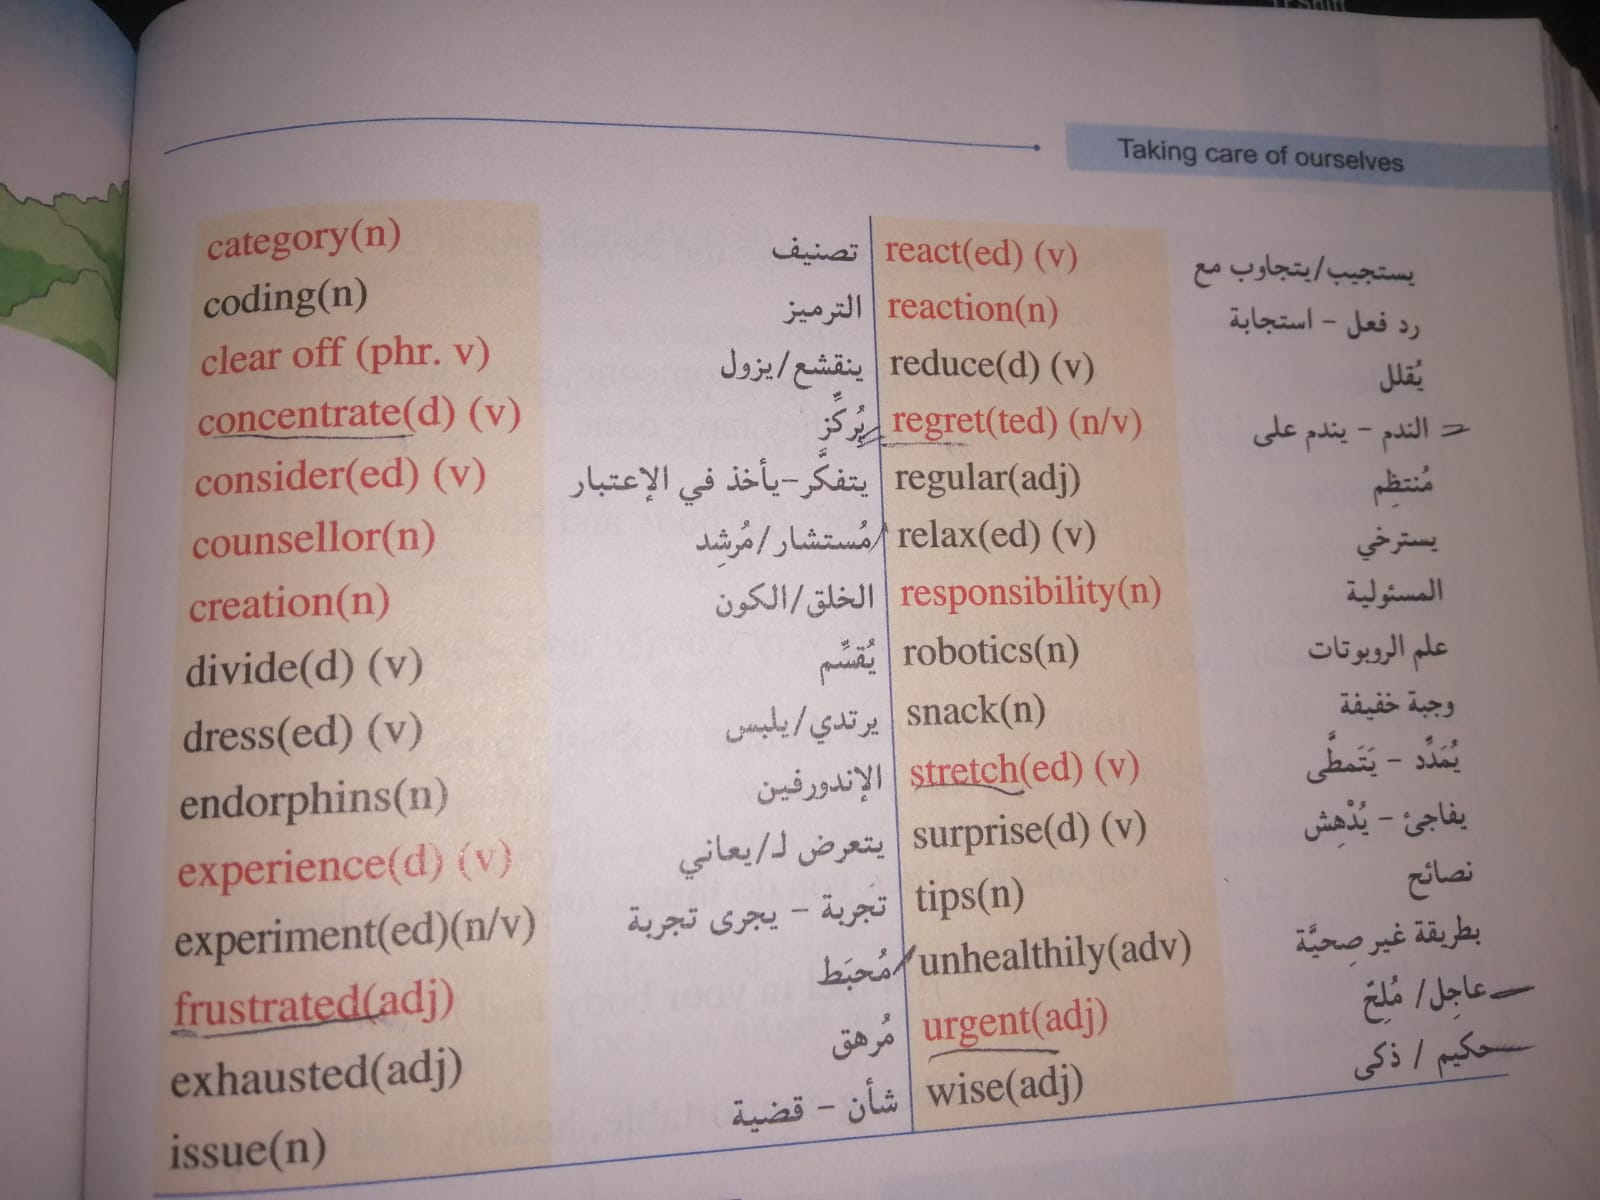 Taking care of ourselves
category(n) تصنيف
coding(n) الترميز
clear off (phr. v) ينقشع/يزول
concentrate(d) (v) يُركِّز
consider(ed) (v) يتفكَّر-يأخذ في الإعتبار
counsellor(n) مُستشار/مُرشِد
creation(n) الخلق/الكون
divide(d) (v) يُقسِّم
dress(ed) (v) يرتدي/يلبس
endorphins(n) الإندورفين
experience(d) (v) يتعرض لـ/يعاني
experiment(ed)(n/v) تجربة - يجرى تجربة
frustrated(adj) مُحبَط
exhausted(adj) مُرهق
issue(n) شأن - قضية
react(ed) (v) يستجيب/يتجاوب مع
reaction(n) رد فعل - استجابة
reduce(d) (v) يُقلل
regret(ted) (n/v) الندم - يندم على
regular(adj) مُنتظِم
relax(ed) (v) يسترخي
responsibility(n) المسئولية
robotics(n) علم الروبوتات
snack(n) وجبة خفيفة
stretch(ed) (v) يُمَدِّد - يَتَمطَّى
surprise(d) (v) يفاجئ - يُدْهِش
tips(n) نصائح
unhealthily(adv) بطريقة غير صِحيَّة
urgent(adj) عاجِل/ مُلِحّ
wise(adj) حكيم / ذكى